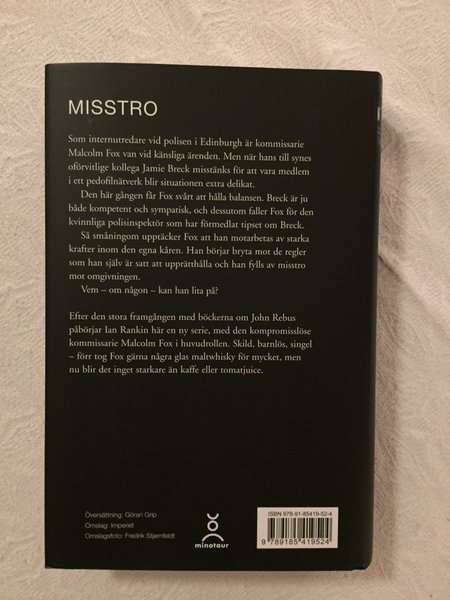 MISSTRO
Som internutredare vid polisen i Edinburgh är kommissarie
Malcolm Fox van vid känsliga ärenden. Men när hans till synes
oförvitlige kollega Jamie Breck misstänks för att vara medlem
i ett pedofilnätverk blir situationen extra delikat.
Den här gången får Fox svårt att hålla balansen. Breck är ju
både kompetent och sympatisk, och dessutom faller Fox för den
kvinnliga polisinspektör som har förmedlat tipset om Breck.
Så småningom upptäcker Fox att han motarbetas av starka
krafter inom den egna kåren. Han börjar bryta mot de regler
som han själv är satt att upprätthålla och han fylls av misstro
mot omgivningen.
Vem – om någon – kan han lita på?
Efter den stora framgången med böckerna om John Rebus
påbörjar Ian Rankin här en ny serie, med den kompromisslöse
kommissarie Malcolm Fox i huvudrollen. Skild, barnlös, singel
– förr tog Fox gärna några glas maltwhisky för mycket, men
nu blir det inget starkare än kaffe eller tomatjuice.
Översättning: Göran Grip
Omslag: Imperiet
Omslagsfoto: Fredrik Stjernfeldt
minotaur
ISBN 978-91-85419-52-4
9 789185 419524